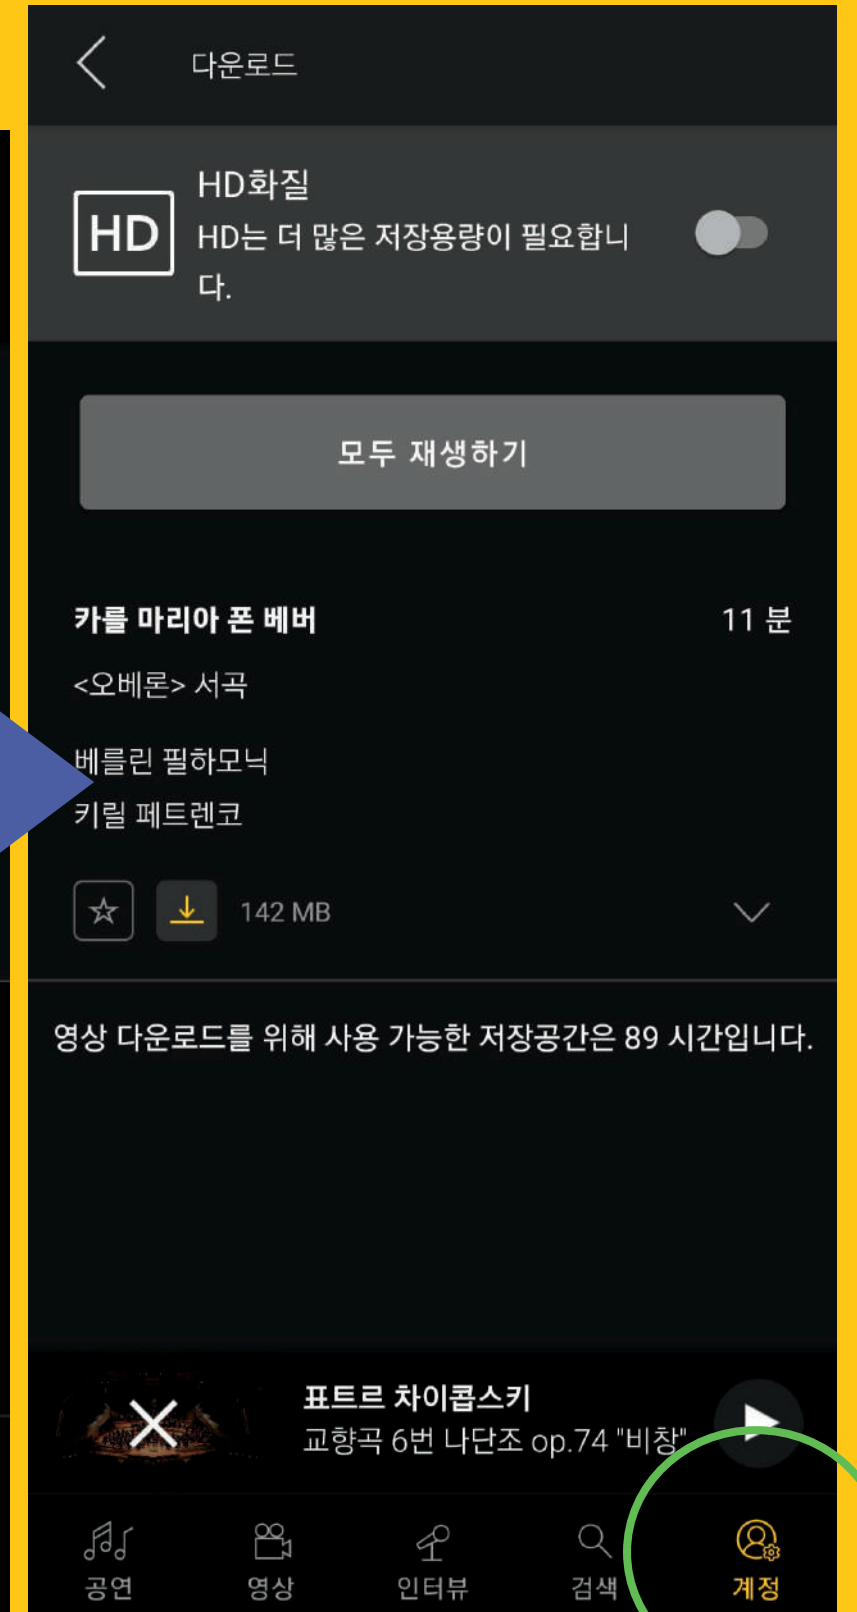 다운로드
HD
HD화질
HD는 더 많은 저장용량이 필요합니
다.
모두 재생하기
카를 마리아 폰 베버
11 분
<오베론> 서곡
베를린 필하모닉
키릴 페트렌코
142 MB
영상 다운로드를 위해 사용 가능한 저장공간은 89 시간입니다.
표트르 차이콥스키
교향곡 6번 나단조 op.74 "비창"
공연
영상
인터뷰
검색
계정